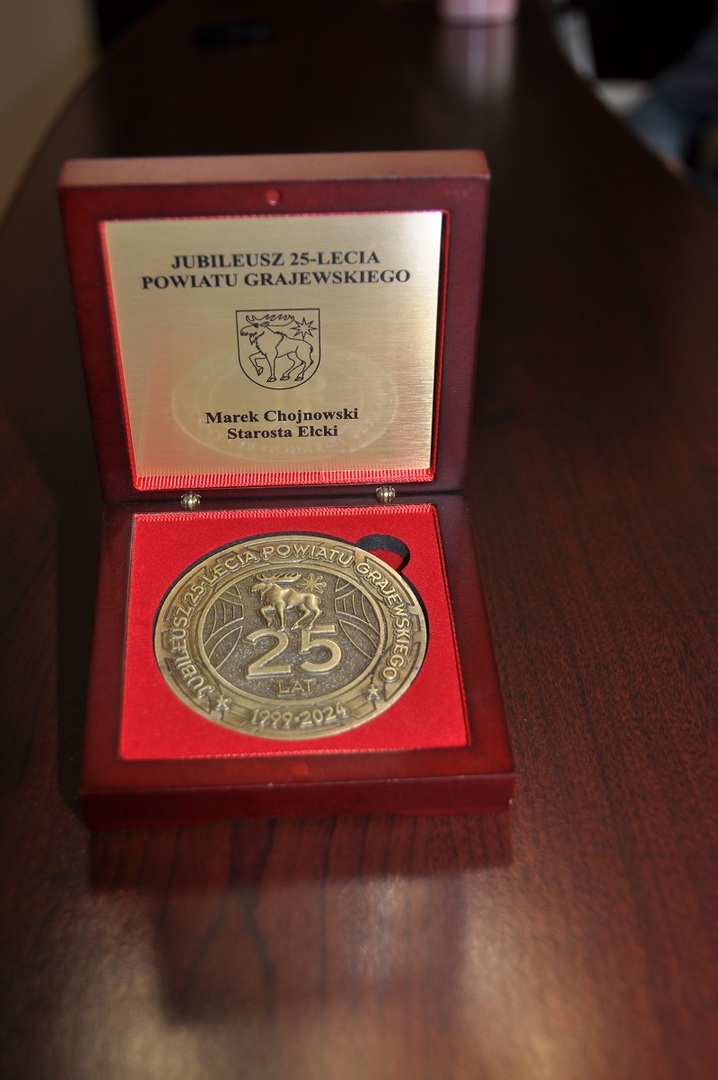 JUBILEUSZ 25-LECIA
POWIATU GRAJEWSKIEGO
Marek Chojnowski
Starosta Ełcki
JUBILEUSZ 25-LECIA POWIATU GRAJEWSKIEGO
25
LAT
1999·2024